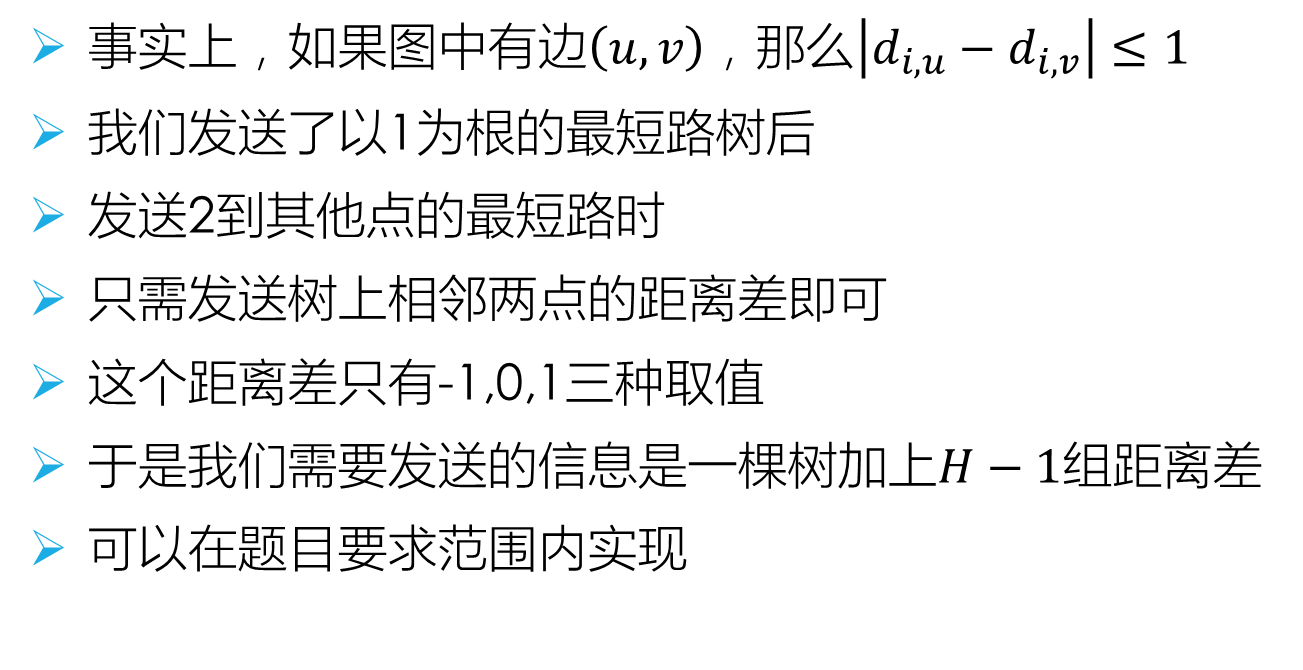 事实上，如果图中有边(𝑢, 𝑣)，那么|𝑑𝑖,𝑢 − 𝑑𝑖,𝑣| ≤ 1
我们发送了以1为根的最短路树后
发送2到其他点的最短路时
只需发送树上相邻两点的距离差即可
这个距离差只有-1,0,1三种取值
于是我们需要发送的信息是一棵树加上𝐻 − 1组距离差
可以在题目要求范围内实现